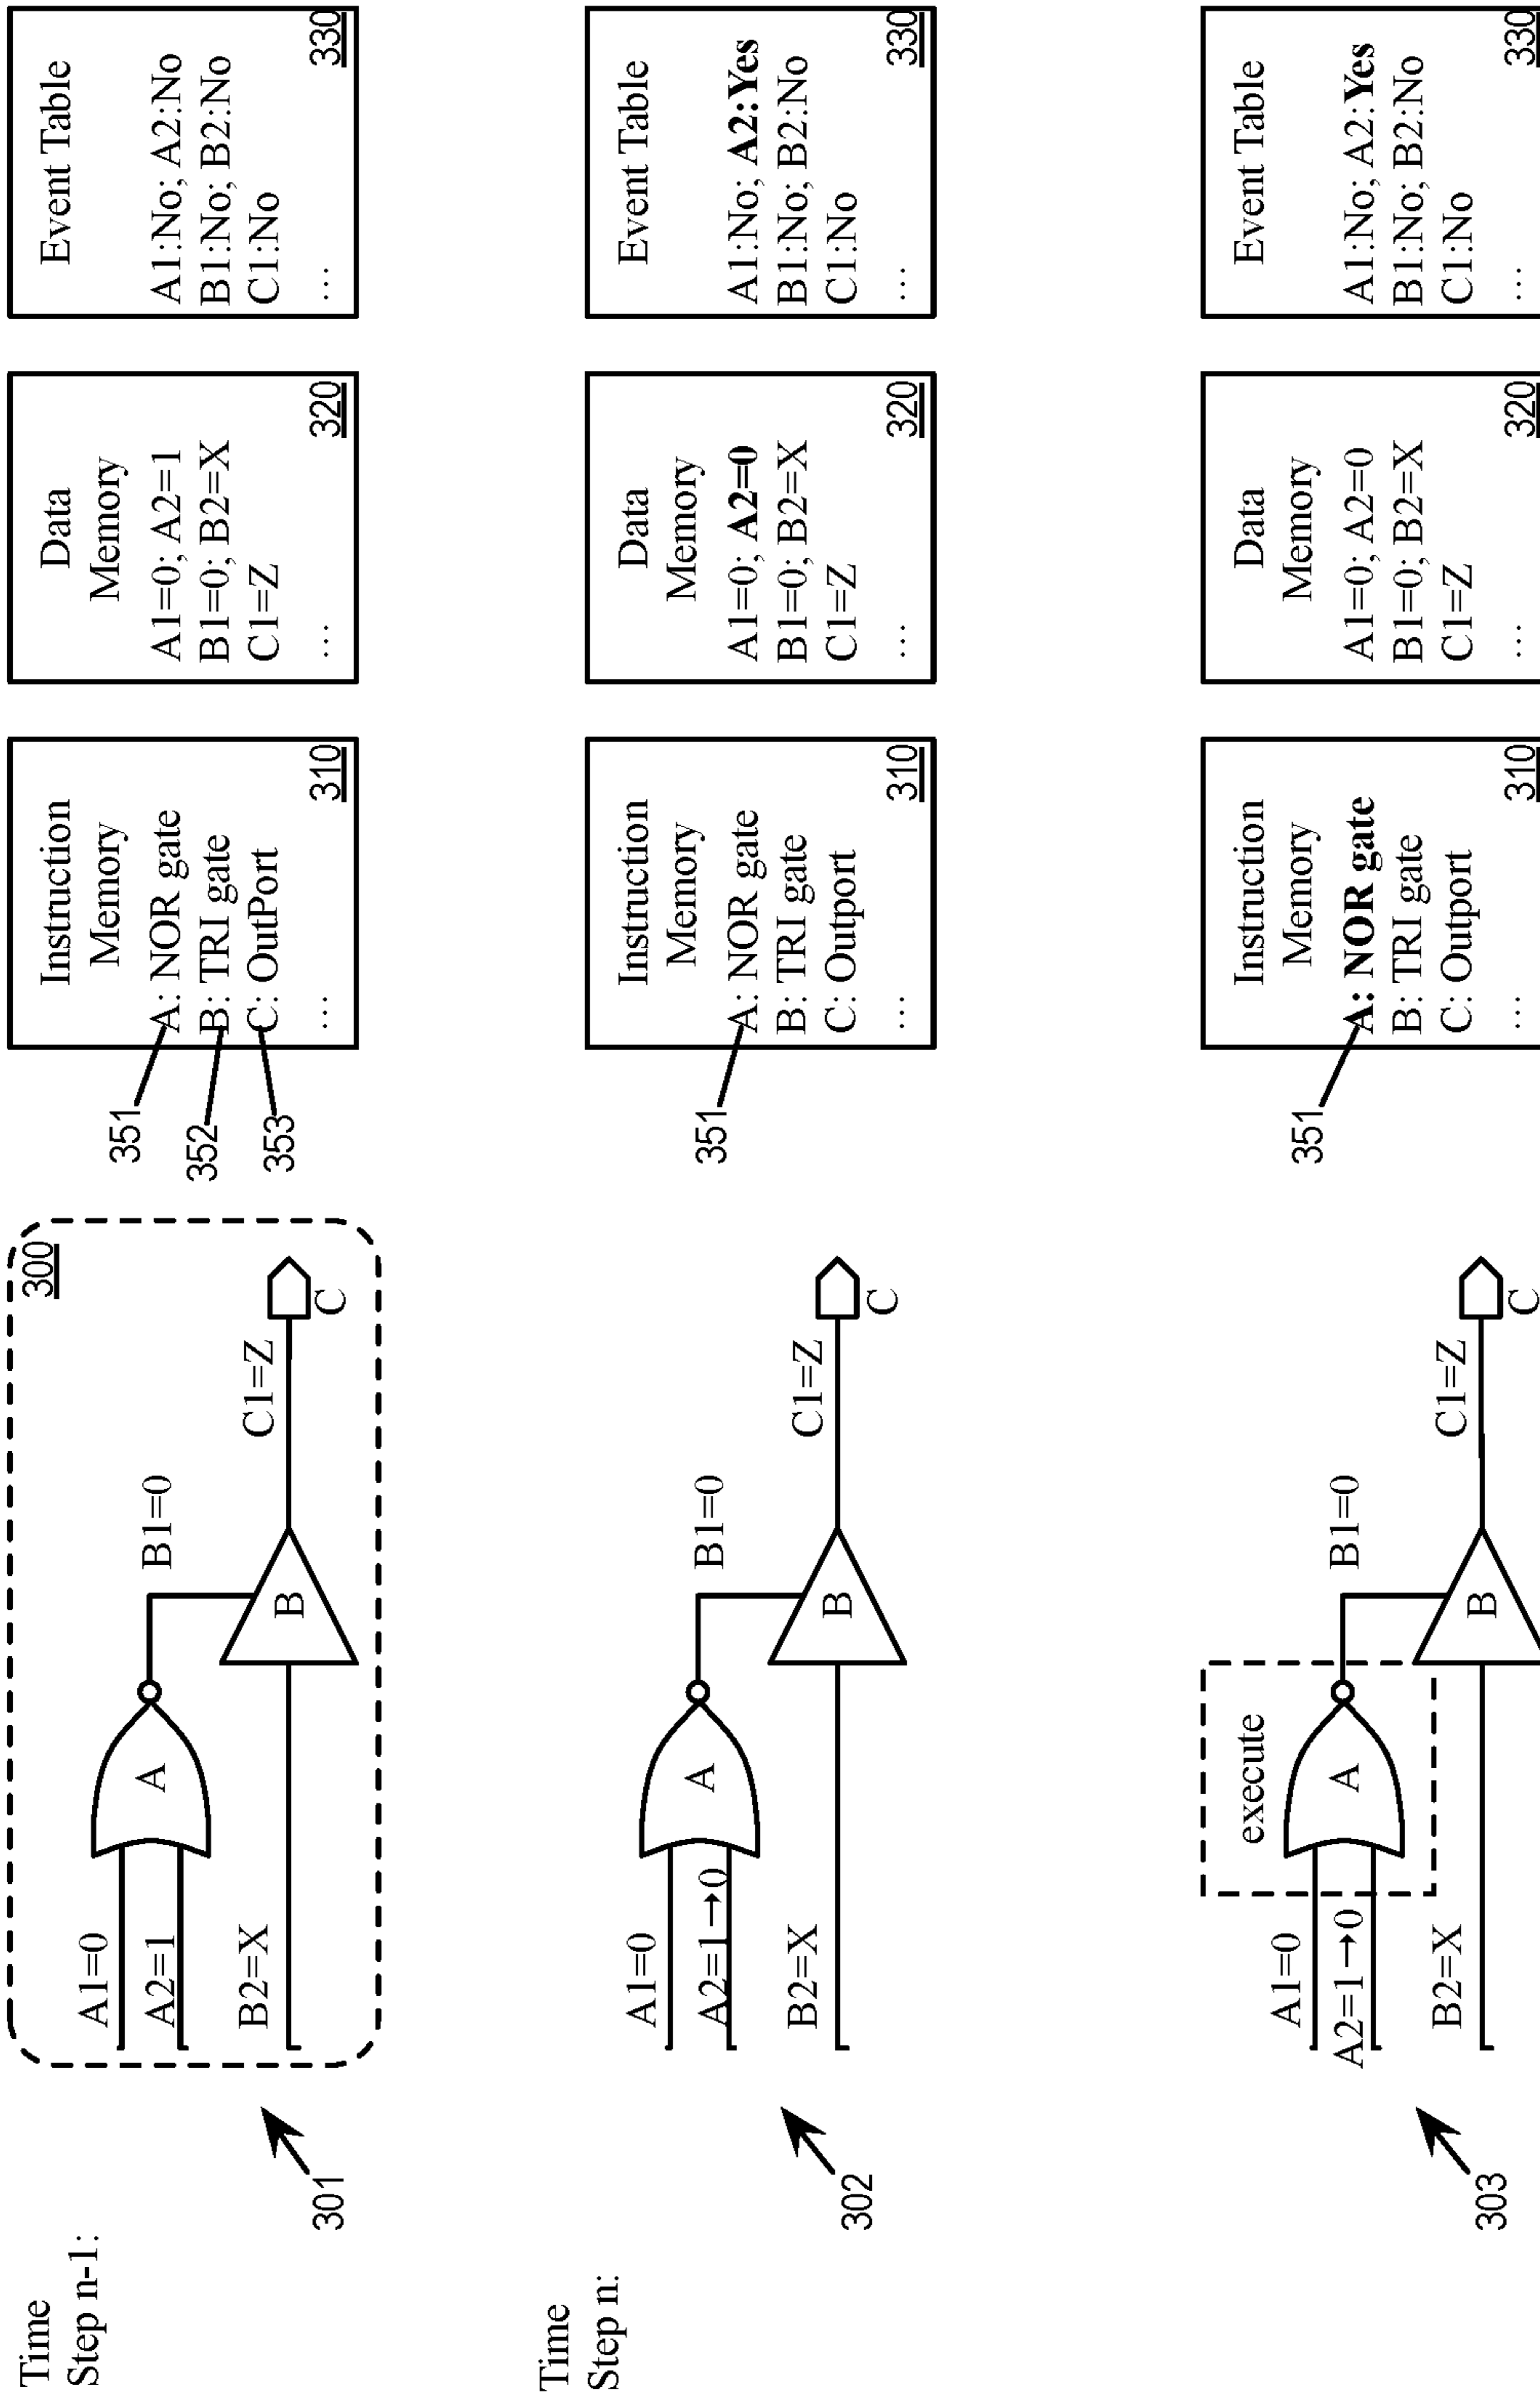 Time
Step n-1:
301
300
A1=0
A2=1
B2=X
A
B1=0
B
C1=Z
C
351
352
353
Instruction
Memory
A: NOR gate
B: TRI gate
C: OutPort
...
310
Data
Memory
A1=0; A2=1
B1=0; B2=X
C1=Z
...
320
Event Table
A1:No; A2:No
B1:No; B2:No
C1:No
...
330
Time
Step n:
302
A1=0
A2=1→0
B2=X
A
B1=0
B
C1=Z
C
351
Instruction
Memory
A: NOR gate
B: TRI gate
C: Outport
...
310
Data
Memory
A1=0; A2=0
B1=0; B2=X
C1=Z
...
320
Event Table
A1:No; A2:Yes
B1:No; B2:No
C1:No
...
330
303
A1=0
A2=1→0
B2=X
execute
A
B1=0
B
C1=Z
C
351
Instruction
Memory
A: NOR gate
B: TRI gate
C: Outport
...
310
Data
Memory
A1=0; A2=0
B1=0; B2=X
C1=Z
...
320
Event Table
A1:No; A2:Yes
B1:No; B2:No
C1:No
...
330